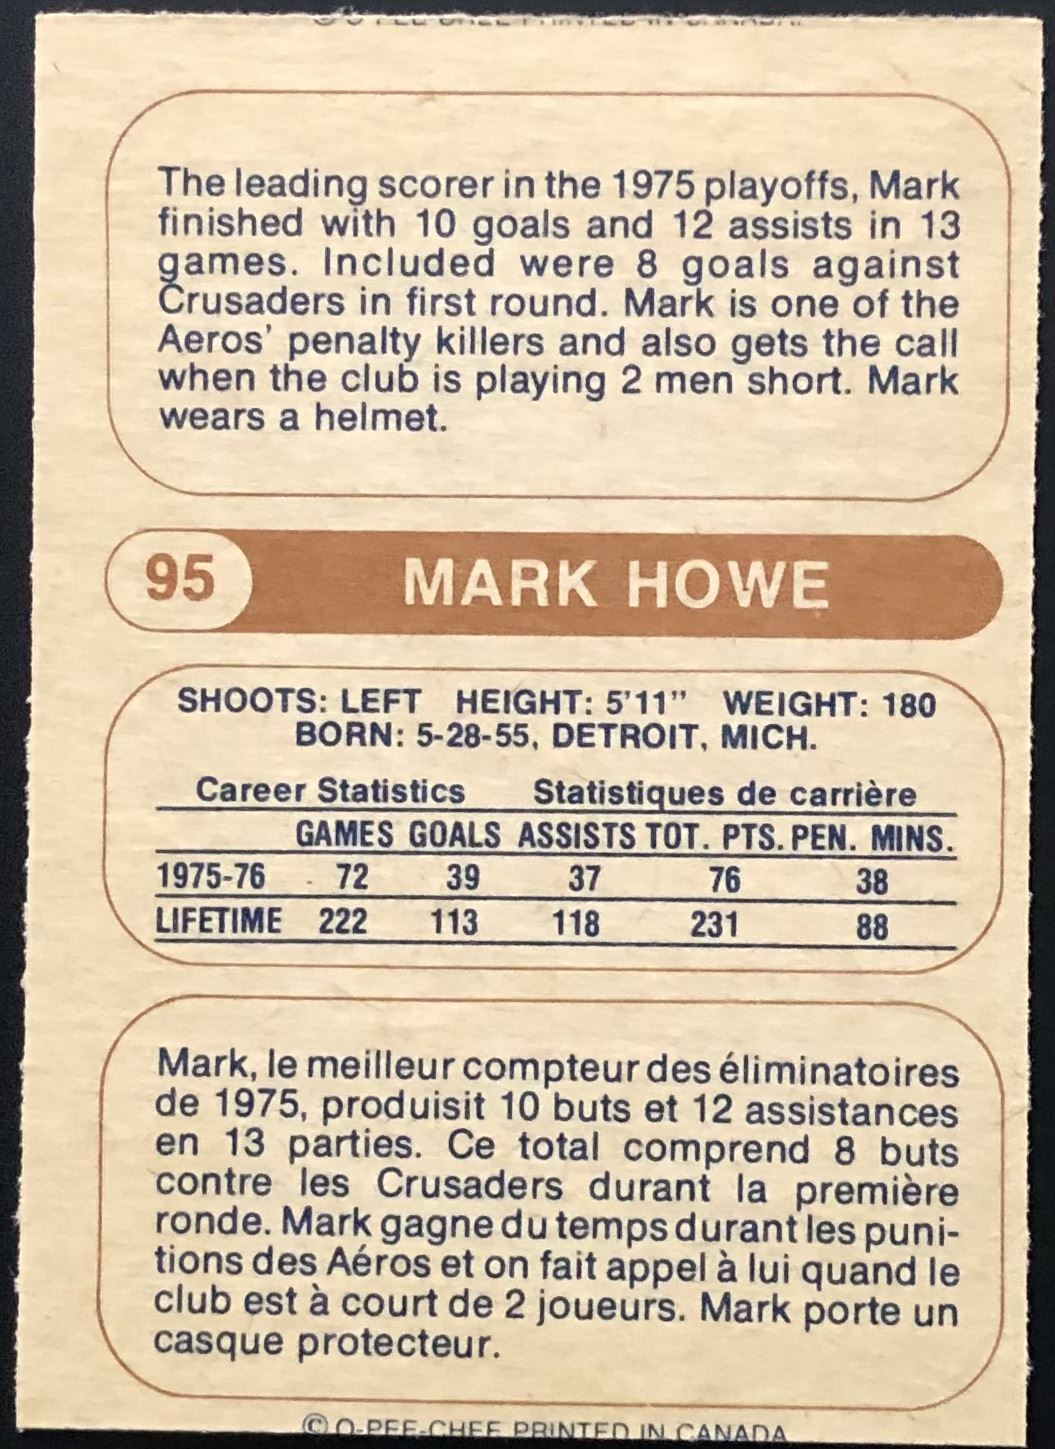 The leading scorer in the 1975 playoffs, Mark
finished with 10 goals and 12 assists in 13
games. Included were 8 goals against
Crusaders in first round. Mark is one of the
Aeros' penalty killers and also gets the call
when the club is playing 2 men short. Mark
wears a helmet.
95 MARK HOWE
SHOOTS: LEFT HEIGHT: 5'11" WEIGHT: 180
BORN: 5-28-55, DETROIT, MICH.
Career Statistics Statistiques de carrière
GAMES GOALS ASSISTS TOT. PTS. PEN. MINS.
1975-76 72 39 37 76 38
LIFETIME 222 113 118 231 88
Mark, le meilleur compteur des éliminatoires
de 1975, produisit 10 buts et 12 assistances
en 13 parties. Ce total comprend 8 buts
contre les Crusaders durant la première
ronde. Mark gagne du temps durant les puni-
tions des Aéros et on fait appel à lui quand le
club est à court de 2 joueurs. Mark porte un
casque protecteur.
© O-PEE-CHEE PRINTED IN CANADA